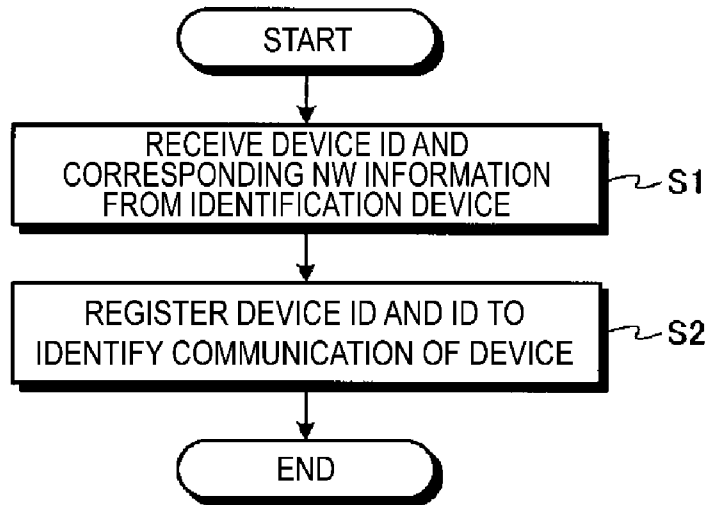 START
RECEIVE DEVICE ID AND
CORRESPONDING NW INFORMATION
FROM IDENTIFICATION DEVICE
S1
REGISTER DEVICE ID AND ID TO
IDENTIFY COMMUNICATION OF DEVICE
S2
END